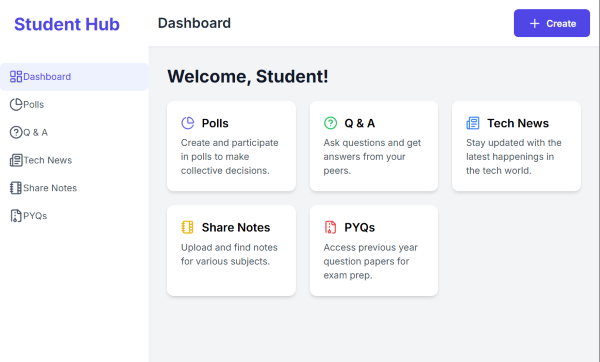 Student Hub
Dashboard
Polls
Q & A
Tech News
Share Notes
PYQs
Dashboard
Create
Welcome, Student!
Polls
Create and participate
in polls to make
collective decisions.
Q & A
Ask questions and get
answers from your
peers.
Tech News
Stay updated with the
latest happenings in
the tech world.
Share Notes
Upload and find notes
for various subjects.
PYQs
Access previous year
question papers for
exam prep.